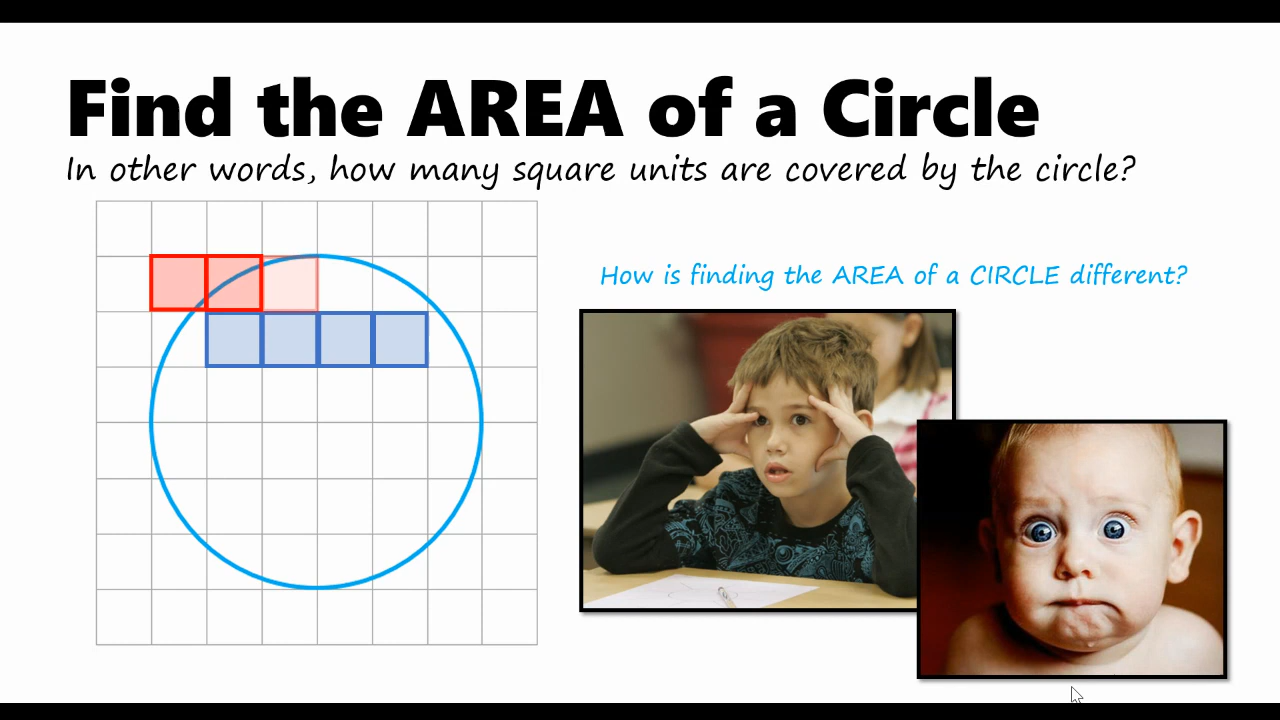 Find the AREA of a Circle
In other words, how many square units are covered by the circle?
How is finding the AREA of a CIRCLE different?